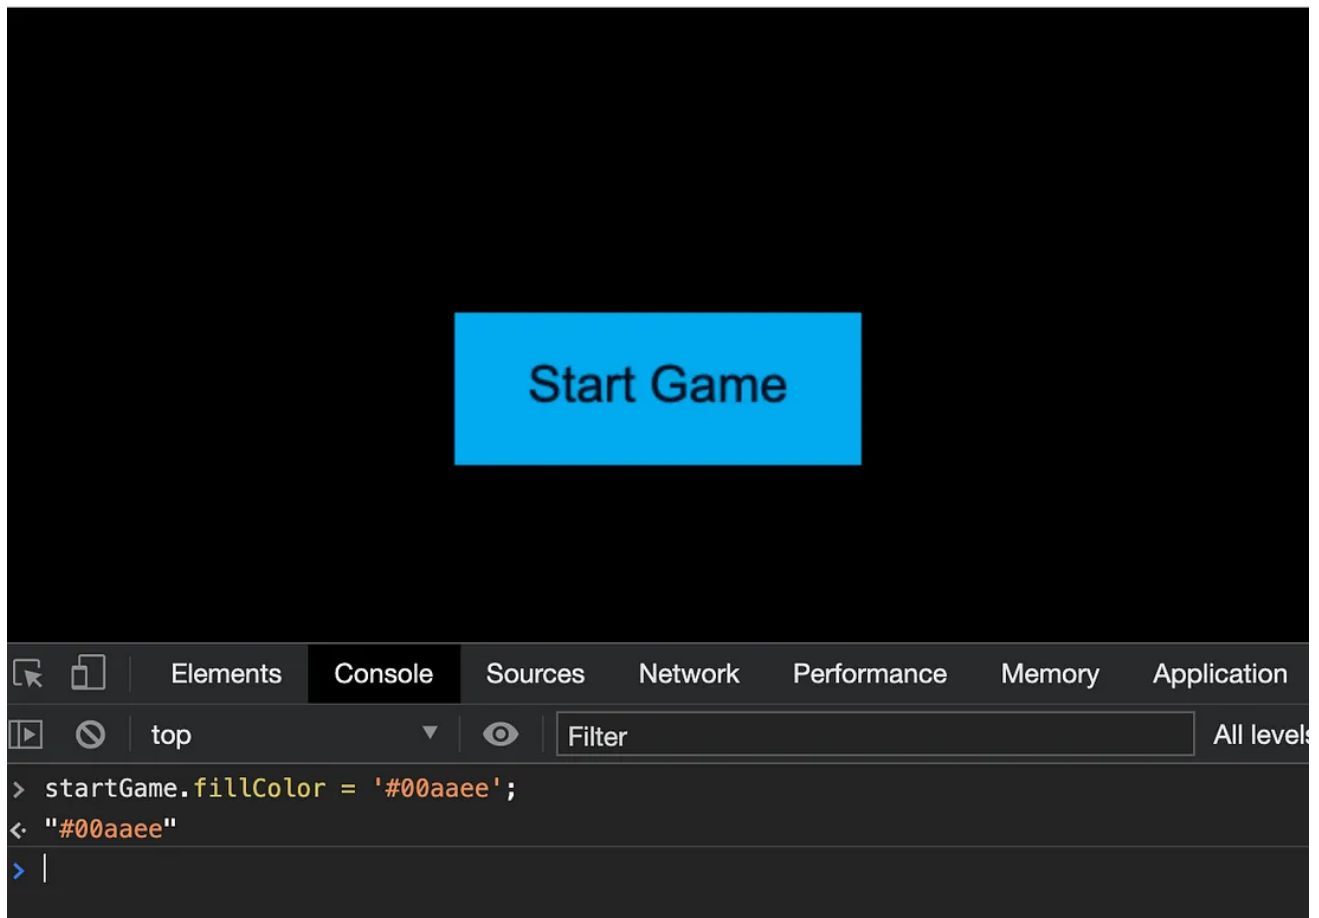 Start Game
Elements Console Sources Network Performance Memory Application
top Filter All levels
> startGame.fillColor = '#00aaee';
<· "#00aaee"
>